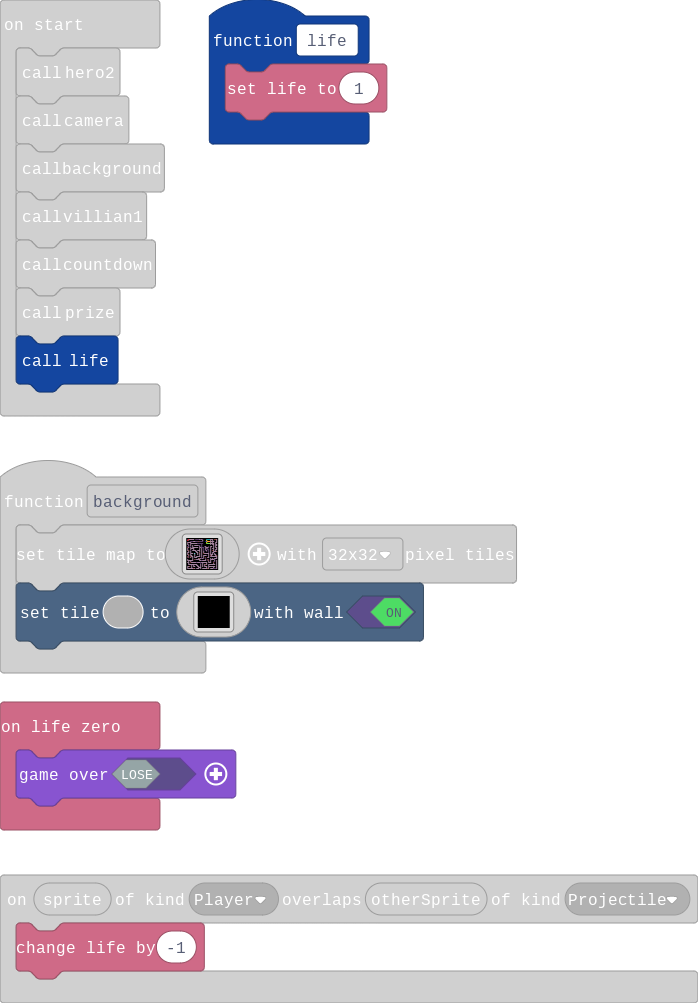 on start
call hero2
call camera
call background
call villian1
call countdown
call prize
call life
function life
set life to 1
function background
set tile map to with 32x32 pixel tiles
set tile to with wall ON
on life zero
game over LOSE
on sprite of kind Player overlaps otherSprite of kind Projectile
change life by -1